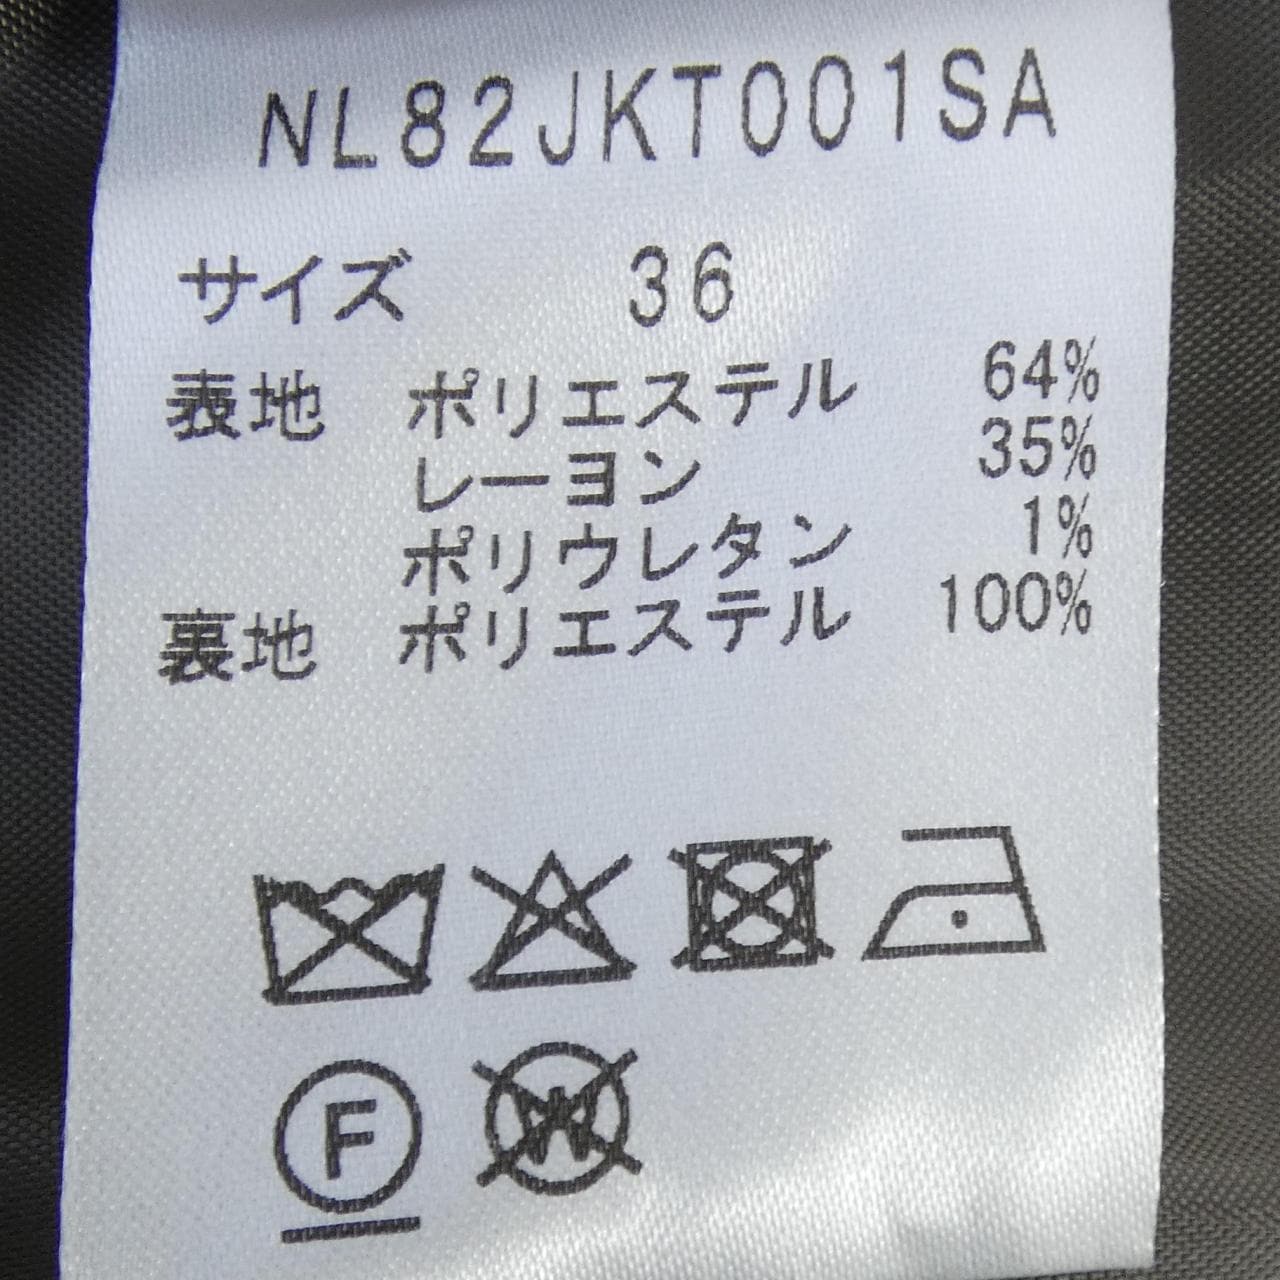 NL82JKT001SA
サイズ 36
表地 ポリエステル 64%
レーヨン 35%
ポリウレタン 1%
裏地 ポリエステル 100%
F W